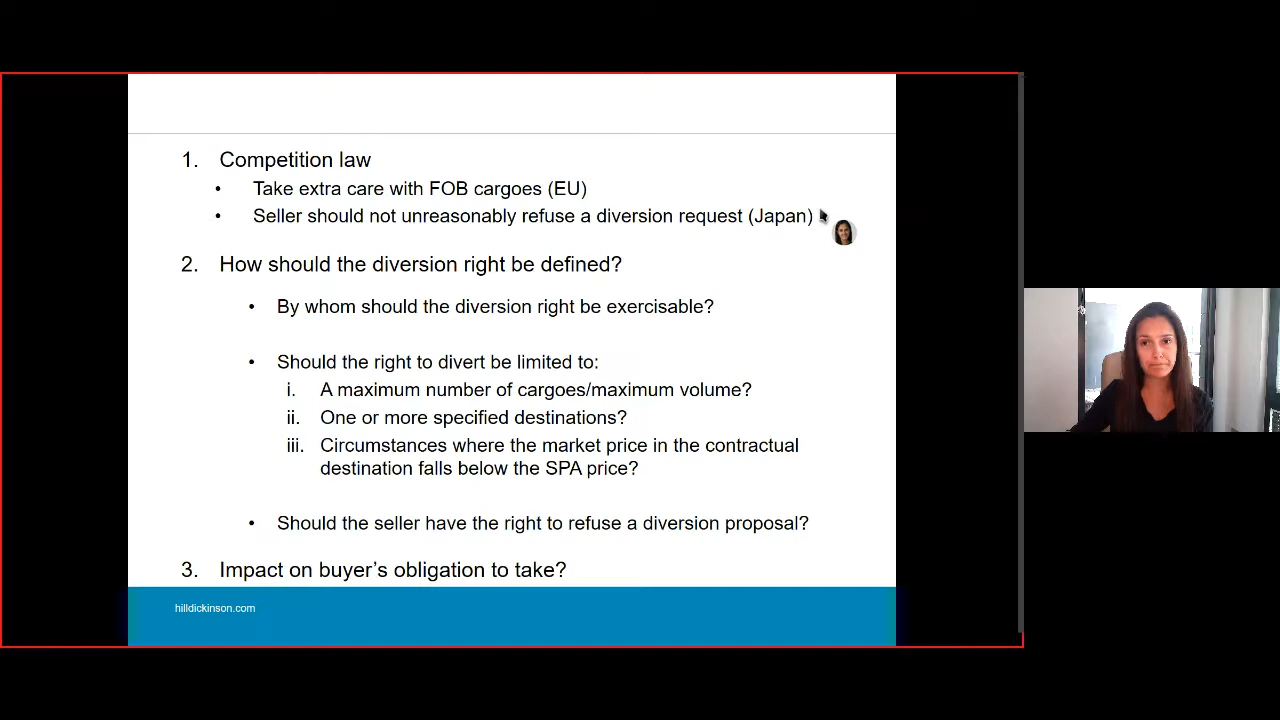 1. Competition law
• Take extra care with FOB cargoes (EU)
• Seller should not unreasonably refuse a diversion request (Japan)
2. How should the diversion right be defined?
• By whom should the diversion right be exercisable?
• Should the right to divert be limited to:
i. A maximum number of cargoes/maximum volume?
ii. One or more specified destinations?
iii. Circumstances where the market price in the contractual
destination falls below the SPA price?
• Should the seller have the right to refuse a diversion proposal?
3. Impact on buyer’s obligation to take?
hilldickinson.com